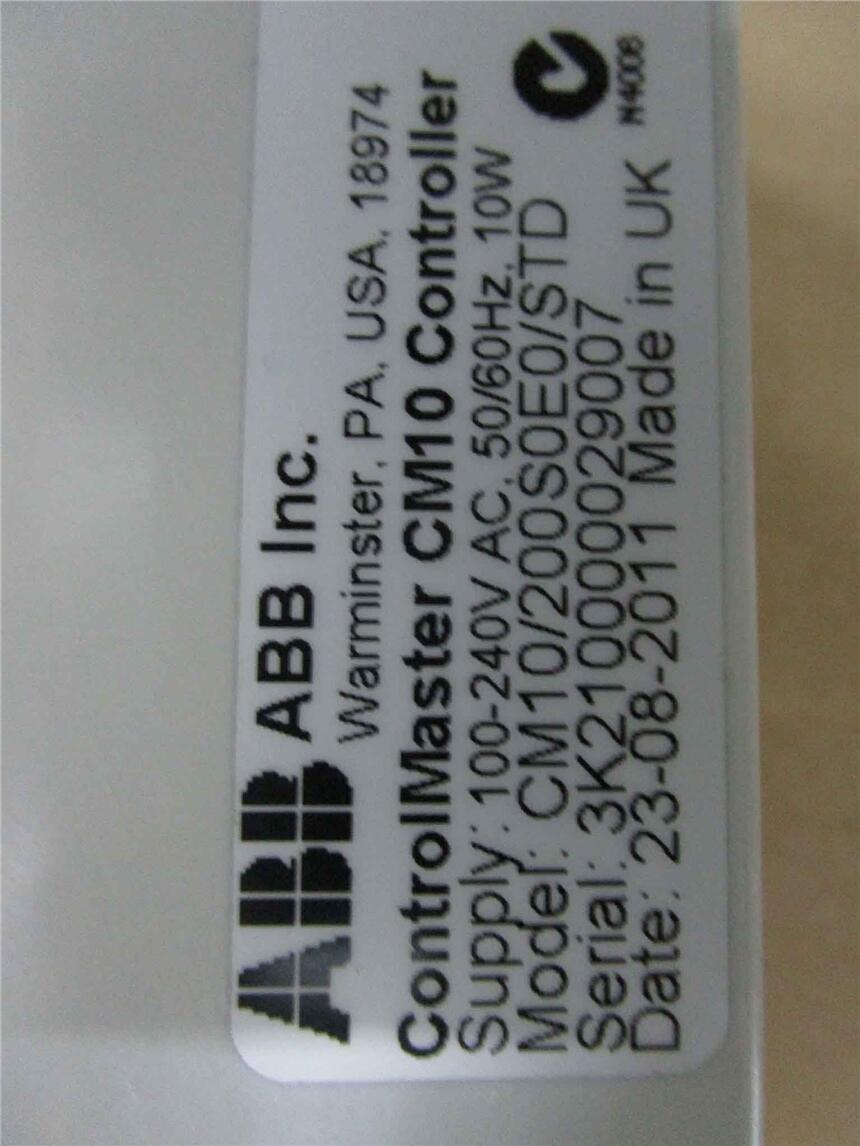 ABB ABB Inc.
Warminster, PA, USA, 18974
ControlMaster CM10 Controller
Supply: 100-240V AC, 50/60Hz, 10W
Model: CM10/200S0E0/STD
Serial: 3K210000029007
Date: 23-08-2011 Made in UK
N4006